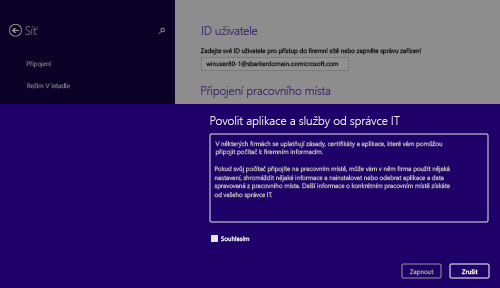 Síť
Připojení
Režim V letadle
ID uživatele
Zadejte své ID uživatele pro přístup do firemní sítě nebo zapněte správu zařízení
winuser80-1@sbarkerdomain.onmicrosoft.com
Připojení pracovního místa
Povolit aplikace a služby od správce IT
V některých firmách se uplatňují zásady, certifikáty a aplikace, které vám pomůžou
připojit počítač k firemním informacím.
Pokud svůj počítač připojíte na pracovním místě, může vám v něm firma použít nějaká
nastavení, shromáždit nějaké informace a nainstalovat nebo odebrat aplikace a data
spravovaná z pracovního místa. Další informace o konkrétním pracovním místě získáte
od vašeho správce IT.
Souhlasím
Zapnout
Zrušit